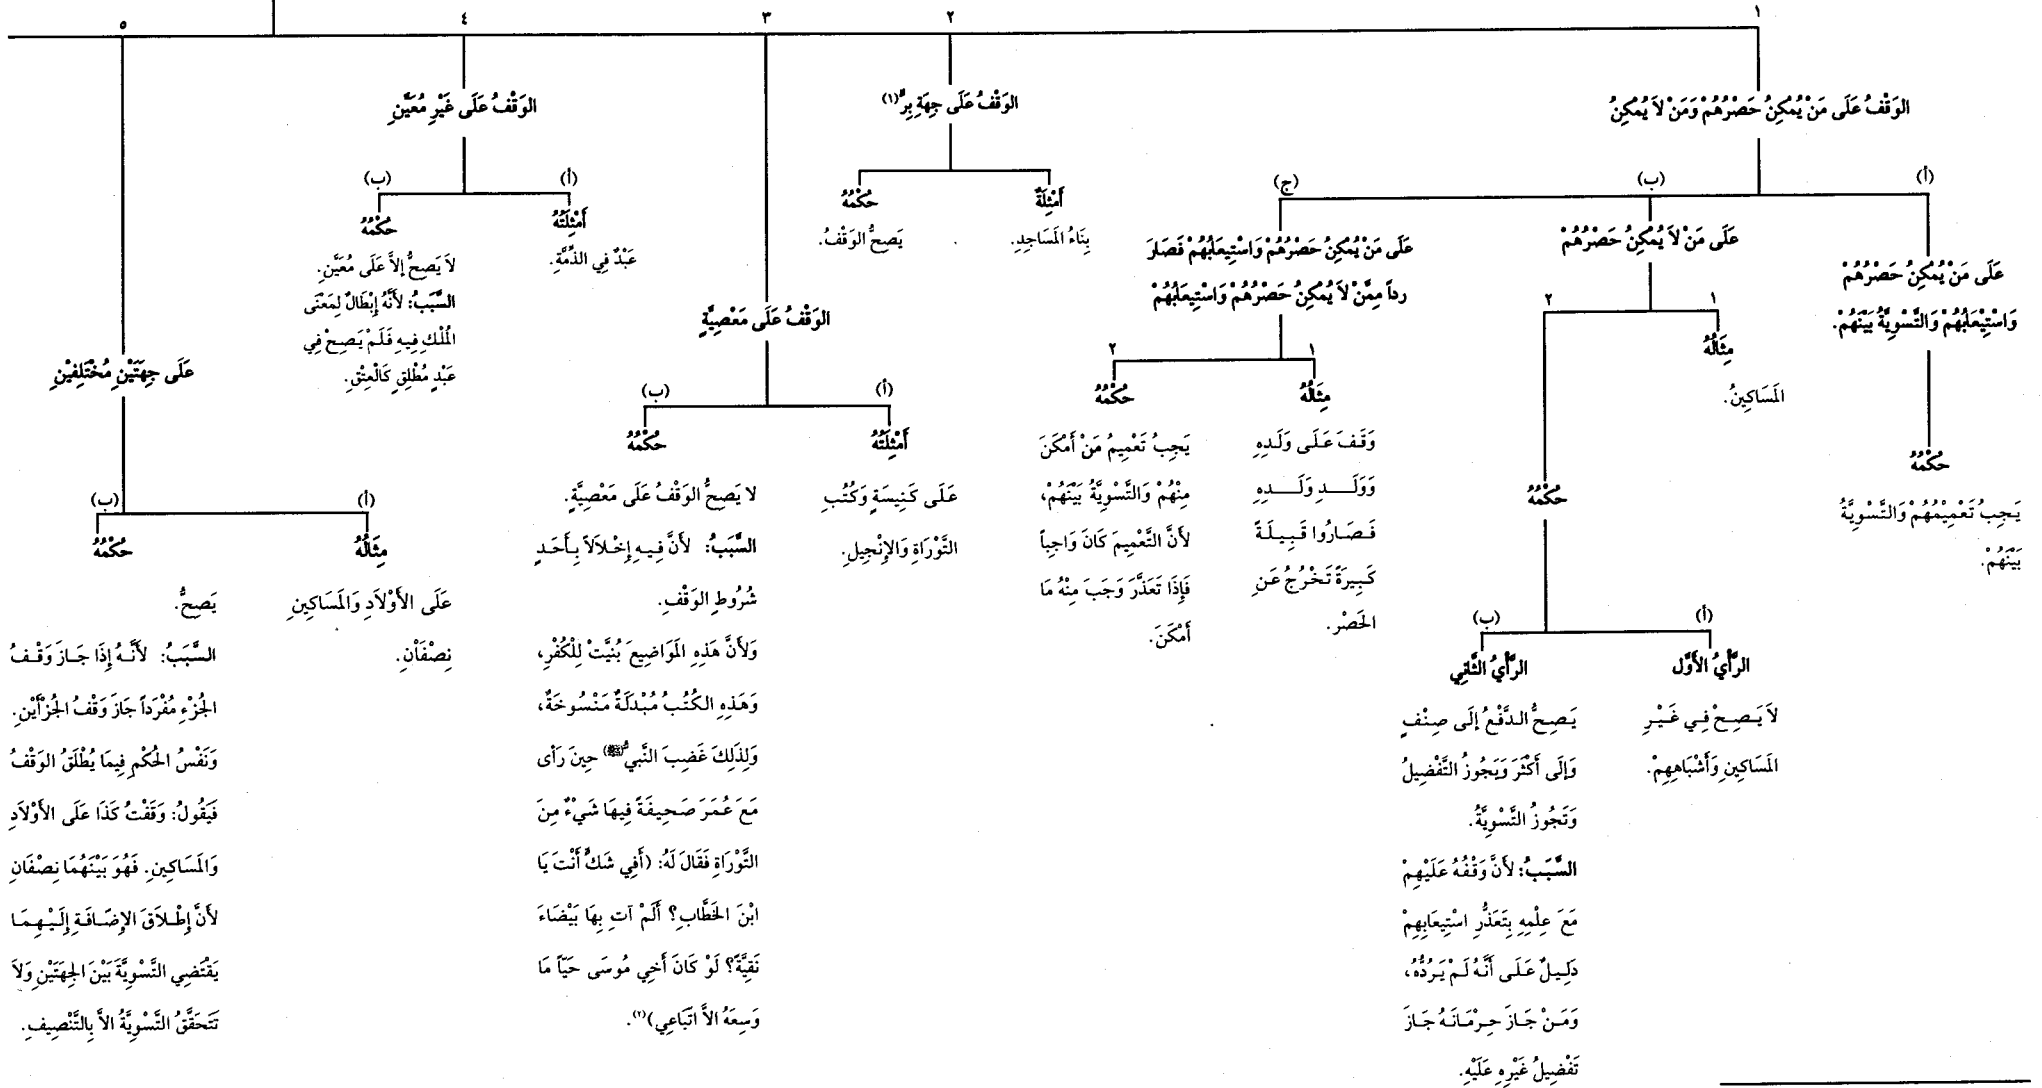 ١
الوَقْفُ عَلَى مَنْ يُمْكِنُ حَصْرُهُمْ وَمَنْ لاَ يُمْكِنُ
(أ)
عَلَى مَنْ يُمْكِنُ حَصْرُهُمْ
وَاسْتِيْعَابُهُمْ وَالتَّسْوِيَّةُ بَيْنَهُمْ.
حُكْمُهُ
يَجِبُ تَعْمِيْمُهُمْ وَالتَّسْوِيَّةُ
بَيْنَهُمْ.
(ب)
عَلَى مَنْ لاَ يُمْكِنُ حَصْرُهُمْ
١
مِثَالُهُ
المَسَاكِينُ.
٢
حُكْمُهُ
(أ)
الرَّأْيُ الأَوَّل
لاَ يَصِحْ فِي غَيْرِ
المَسَاكِينِ وَأَشْبَاهِهِمْ.
(ب)
الرَّأْيُ الثَّانِي
يَصِحُّ الدَّفْعُ إِلَى صِنْفٍ
وَإِلَى أَكْثَرَ وَيَجُوزُ التَّفْضِيلُ
وَتَجُوزُ التَّسْوِيَّةُ.
السَّبَبُ: لأَنَّ وَقْفُهُ عَلَيْهِمْ
مَعَ عِلْمِهِ بِتَعَذُّرِ اسْتِيعَابِهِمْ
دَلِيلٌ عَلَى أَنَّهُ لَمْ يَرُدُّهُ،
وَمَنْ جَازَ حِرْمَانَهُ جَازَ
تَفْضِيلُ غَيْرِهِ عَلَيْهِ.
(ج)
عَلَى مَنْ يُمْكِنُ حَصْرُهُمْ وَاسْتِيعَابُهُمْ فَصَارَ
رداً مِمَّنْ لاَ يُمْكِنُ حَصْرُهُمْ وَاسْتِيعَابُهُمْ
١
مِثَالُهُ
وَقَفَ عَلَى وَلَدِهِ
وَوَلَدِ وَلَدِهِ
فَصَارُوا قَبِيلَةً
كَبِيرَةً تَخْرُجُ عَنِ
الحَصْرِ.
٢
حُكْمُهُ
يَجِبُ تَعْمِيمُ مَنْ أَمْكَنَ
مِنْهُمْ وَالتَّسْوِيَّةُ بَيْنَهُمْ،
لأَنَّ التَّعْمِيمَ كَانَ وَاجِباً
فَإِذَا تَعَذَّرَ وَجَبَ مِنْهُ مَا
أَمْكَنَ.
٢
الوَقْفُ عَلَى جِهَةِ بِرٍّ(١)
أَمْثِلَةٌ
بِنَاءُ المَسَاجِدِ.
حُكْمُهُ
يَصِحُّ الوَقْفُ.
٣
الوَقْفُ عَلَى مَعْصِيَّةٍ
(أ)
أَمْثِلَتُهُ
عَلَى كَنِيسَةٍ وَكُتُبِ
التَّوْرَاةِ وَالإِنْجِيلِ.
(ب)
حُكْمُهُ
لا يَصِحُّ الوَقْفُ عَلَى مَعْصِيَّةٍ.
السَّبَبُ: لأَنَّ فِيهِ إِخْلاَلاً بِأَحَدِ
شُرُوطِ الوَقْفِ.
وَلأَنَّ هَذِهِ المَوَاضِيعَ بُنِيَّتْ لِلْكُفْرِ،
وَهَذِهِ الكُتُبُ مُبْدَلَةٌ مَنْسُوخَةٌ،
وَلِذَلِكَ غَضِبَ النَّبِيُّ(ﷺ) حِينَ رَأَى
مَعَ عُمَرَ صَحِيفَةً فِيهَا شَيْءٌ مِنَ
التَّوْرَاةِ فَقَالَ لَهُ: (أَفِي شَكٍّ أَنْتَ يَا
ابْنَ الخَطَّابِ؟ أَلَمْ آتِ بِهَا بَيْضَاءَ
نَقِيَّةً؟ لَوْ كَانَ أَخِي مُوسَى حَيّاً مَا
وَسِعَهُ الاَّ اتّبَاعِي)(٢).
٤
الوَقْفُ عَلَى غَيْرِ مُعَيَّنٍ
(أ)
أَمْثِلَتُهُ
عَبْدٌ فِي الذِّمَّةِ.
(ب)
حُكْمُهُ
لاَ يَصِحُّ إلاَّ عَلَى مُعَيَّنٍ.
السَّبَبُ: لأَنَّهُ إِبْطَالٌ لِمَعْنَى
المُلْكِ فِيهِ فَلَمْ يَصِحْ فِي
عَبْدٍ مُطْلِقٍ كَالْعِتْقِ.
٥
عَلَى جِهَتَيْنِ مُخْتَلِفَيْنِ
(أ)
مِثَالُهُ
عَلَى الأَوْلاَدِ وَالمَسَاكِينِ
نِصْفَاْنِ.
(ب)
حُكْمُهُ
يَصِحُّ.
السَّبَبُ: لأَنَّهُ إِذَا جَازَ وَقْفُ
الجُزْءِ مُفْرَداً جَازَ وَقْفُ الجُزْأَيْنِ.
وَنَفْسُ الحُكْمِ فِيمَا يُطْلَقُ الوَقْفُ
فَيَقُولُ: وَقَفْتُ كَذَا عَلَى الأَوْلاَدِ
وَالمَسَاكِينِ. فَهُوَ بَيْنَهُمَا نِصْفَانِ
لأَنَّ إِطْلاَقَ الإِضَافَةِ إِلَيْهِمَا
يَقْتَضِي التَّسْوِيَّةَ بَيْنَ الجِهَتَيْنِ وَلاَ
تَتَحَقَّقُ التَّسْوِيَّةُ الاَّ بِالتَّنْصِيفِ.